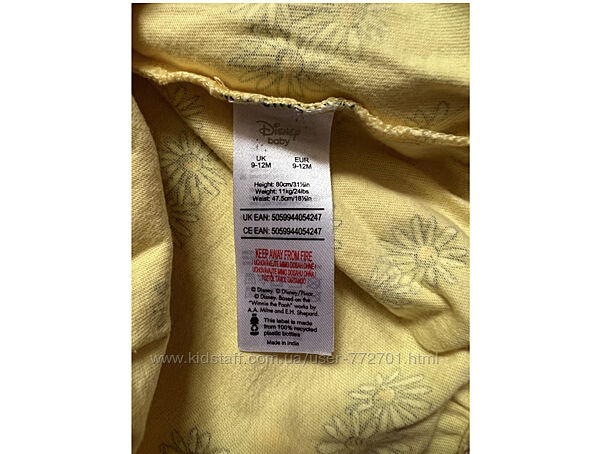 Disney
baby
UK EUR
9-12M 9-12M
Height: 80cm/31½in
Weight: 11kg/24lbs
Waist: 47.5cm/18½in
UK EAN: 5059944054247
CE EAN: 5059944054247
KEEP AWAY FROM FIRE
© Disney. © Disney/Pixar.
© Disney. Based on the
"Winnie the Pooh" works by
A.A. Milne and E.H. Shepard.
This label is made
from 100% recycled
plastic bottles
Made in India
www.kidstaff.com.ua/user-772701.html